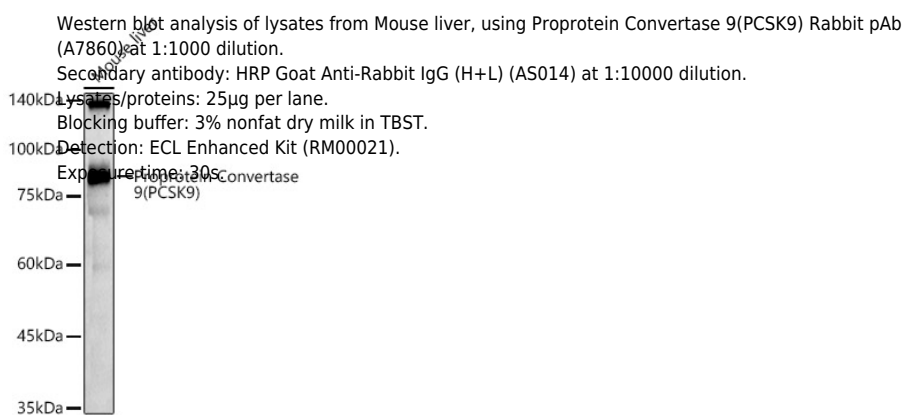 Western blot analysis of lysates from Mouse liver, using Proprotein Convertase 9(PCSK9) Rabbit pAb
(A7860) at 1:1000 dilution.
Secondary antibody: HRP Goat Anti-Rabbit IgG (H+L) (AS014) at 1:10000 dilution.
Lysates/proteins: 25μg per lane.
Blocking buffer: 3% nonfat dry milk in TBST.
Detection: ECL Enhanced Kit (RM00021).
Exposure time: 30s.
Mouse liver
140kDa
100kDa
Proprotein Convertase
9(PCSK9)
75kDa
60kDa
45kDa
35kDa